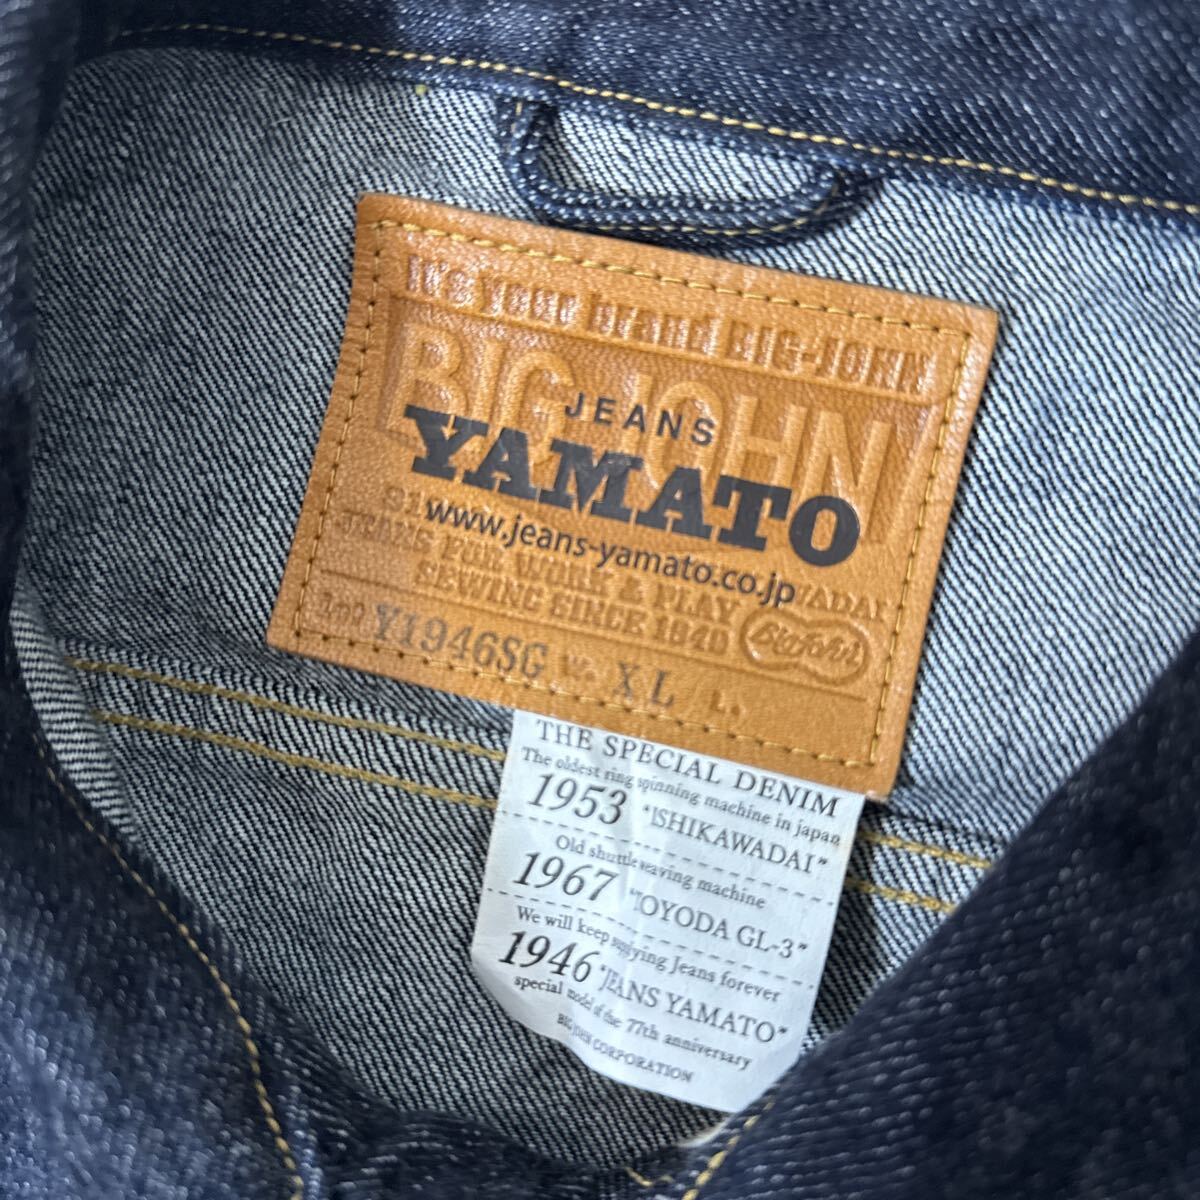 It's your brand BIG-JOHN
BIG JOHN
JEANS
YAMATO
www.jeans-yamato.co.jp
JEANS FOR WORK & PLAY
SEWING SINCE 1940
Lot Y1946SG W. XL L.
THE SPECIAL DENIM
The oldest ring spinning machine in japan
1953 "ISHIKAWADAI"
Old shuttle weaving machine
1967 "TOYODA GL-3"
We will keep supplying Jeans forever
1946 "JEANS YAMATO"
special model of the 77th anniversary
BIG JOHN CORPORATION